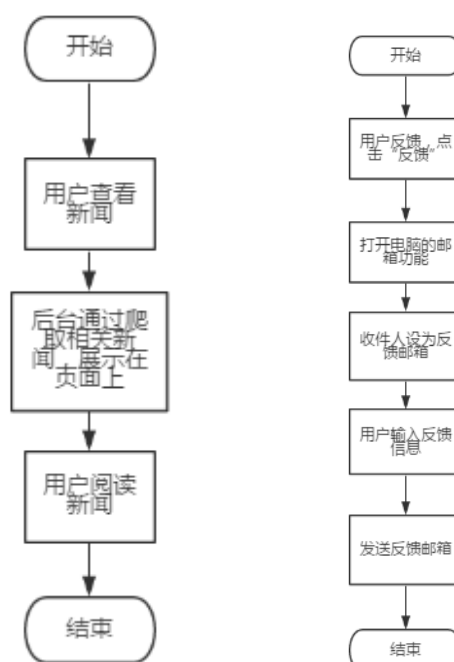 开始
用户查看
新闻
后台通过爬
取相关新
闻,展示在
页面上
用户阅读
新闻
结束
开始
用户反馈,点
击“反馈”
打开电脑的邮
箱功能
收件人设为反
馈邮箱
用户输入反馈
信息
发送反馈邮箱
结束